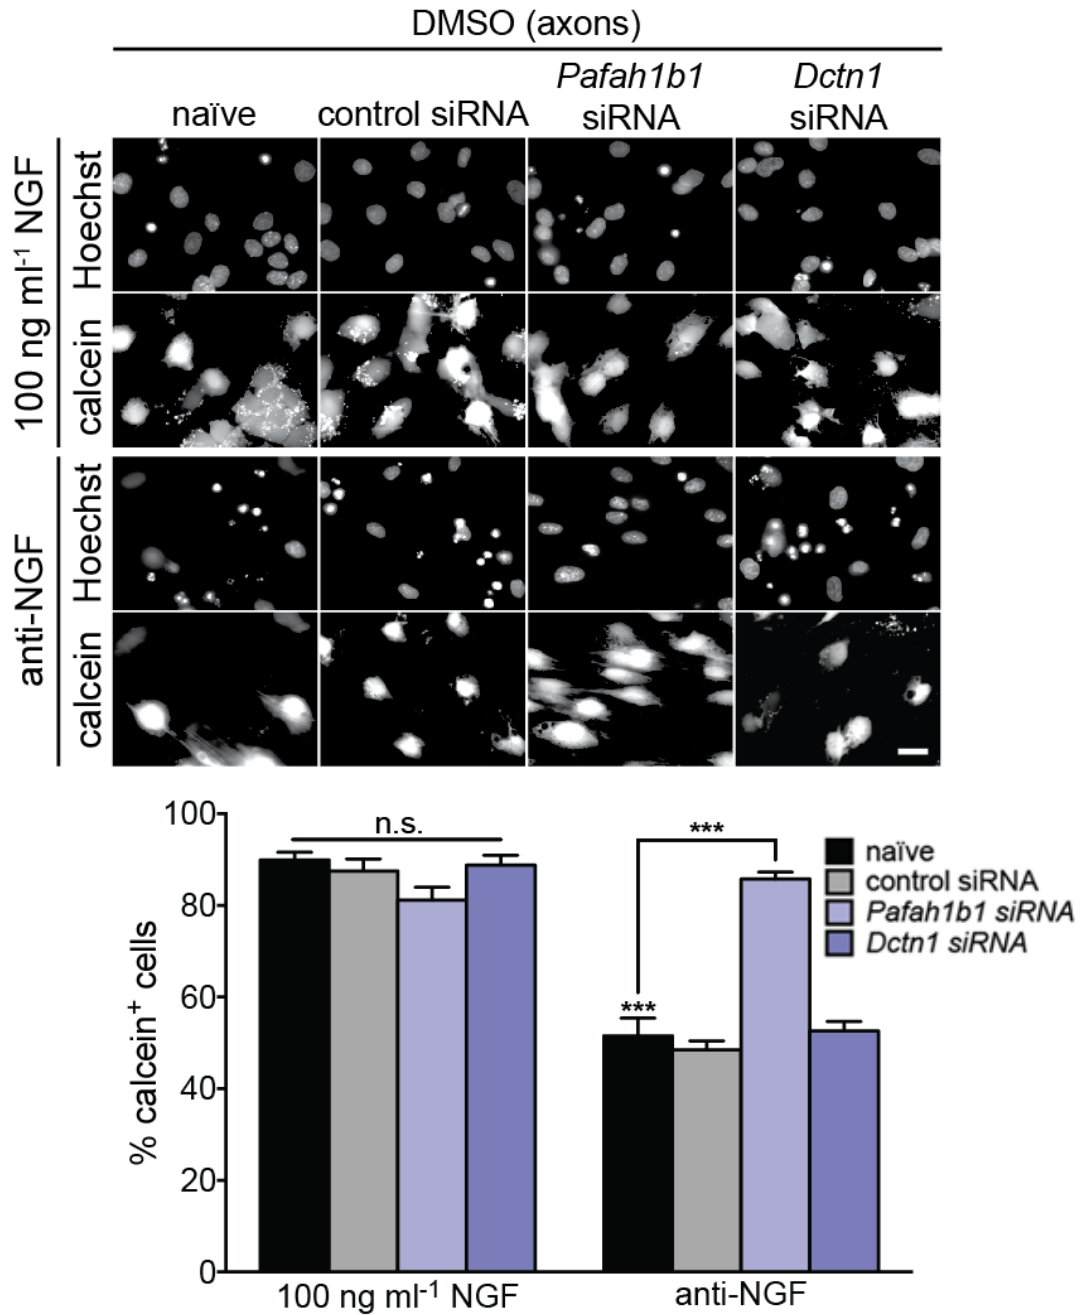 DMSO (axons)
naïve
control siRNA
Pafah1b1
siRNA
Dctn1
siRNA
100 ng ml⁻¹ NGF
Hoechst
calcein
anti-NGF
Hoechst
calcein
% calcein⁺ cells
100
80
60
40
20
0
n.s.
***
***
naïve
control siRNA
Pafah1b1 siRNA
Dctn1 siRNA
100 ng ml⁻¹ NGF
anti-NGF